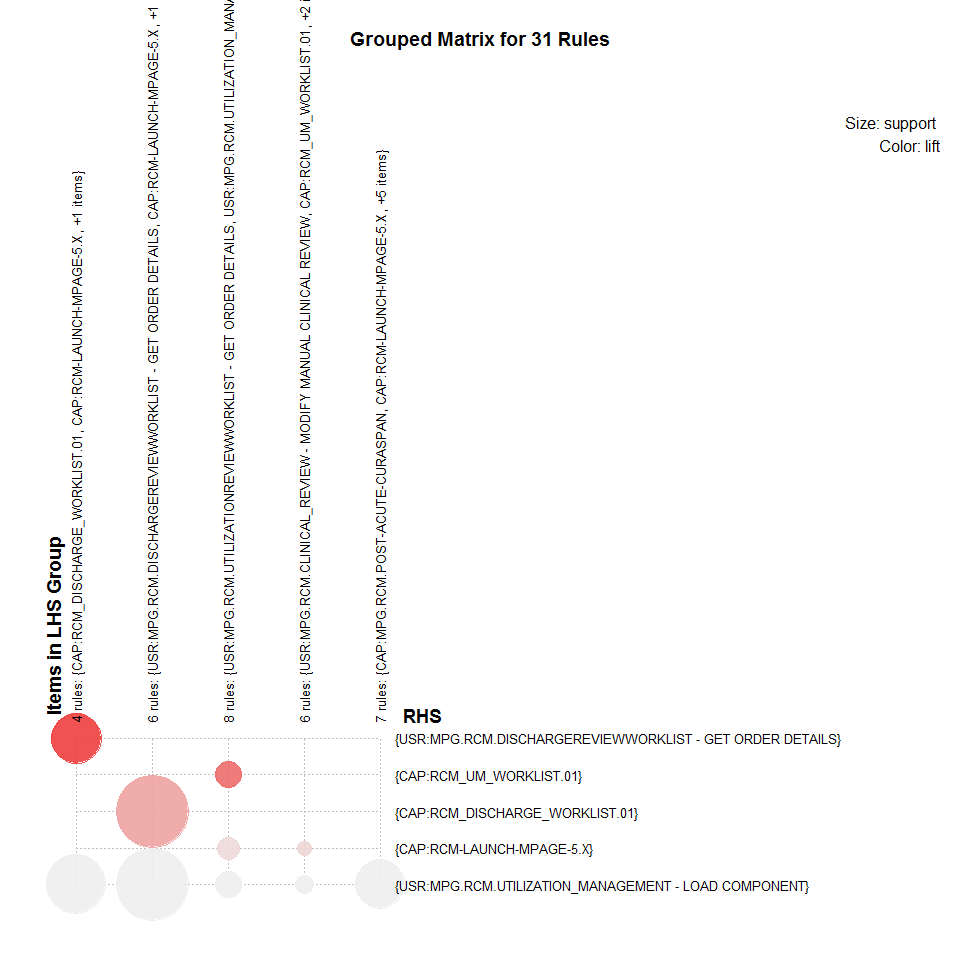 Grouped Matrix for 31 Rules
Size: support
Color: lift
Items in LHS Group
4 rules: {CAP:RCM_DISCHARGE_WORKLIST.01, CAP:RCM-LAUNCH-MPAGE-5.X, +1 items}
6 rules: {USR:MPG.RCM.DISCHARGEREVIEWWORKLIST - GET ORDER DETAILS, CAP:RCM-LAUNCH-MPAGE-5.X, +1
8 rules: {USR:MPG.RCM.UTILIZATIONREVIEWWORKLIST - GET ORDER DETAILS, USR:MPG.RCM.UTILIZATION_MANA
6 rules: {USR:MPG.RCM.CLINICAL_REVIEW - MODIFY MANUAL CLINICAL REVIEW, CAP:RCM_UM_WORKLIST.01, +2 i
7 rules: {CAP:MPG.RCM.POST-ACUTE-CURASPAN, CAP:RCM-LAUNCH-MPAGE-5.X, +5 items}
RHS
{USR:MPG.RCM.DISCHARGEREVIEWWORKLIST - GET ORDER DETAILS}
{CAP:RCM_UM_WORKLIST.01}
{CAP:RCM_DISCHARGE_WORKLIST.01}
{CAP:RCM-LAUNCH-MPAGE-5.X}
{USR:MPG.RCM.UTILIZATION_MANAGEMENT - LOAD COMPONENT}